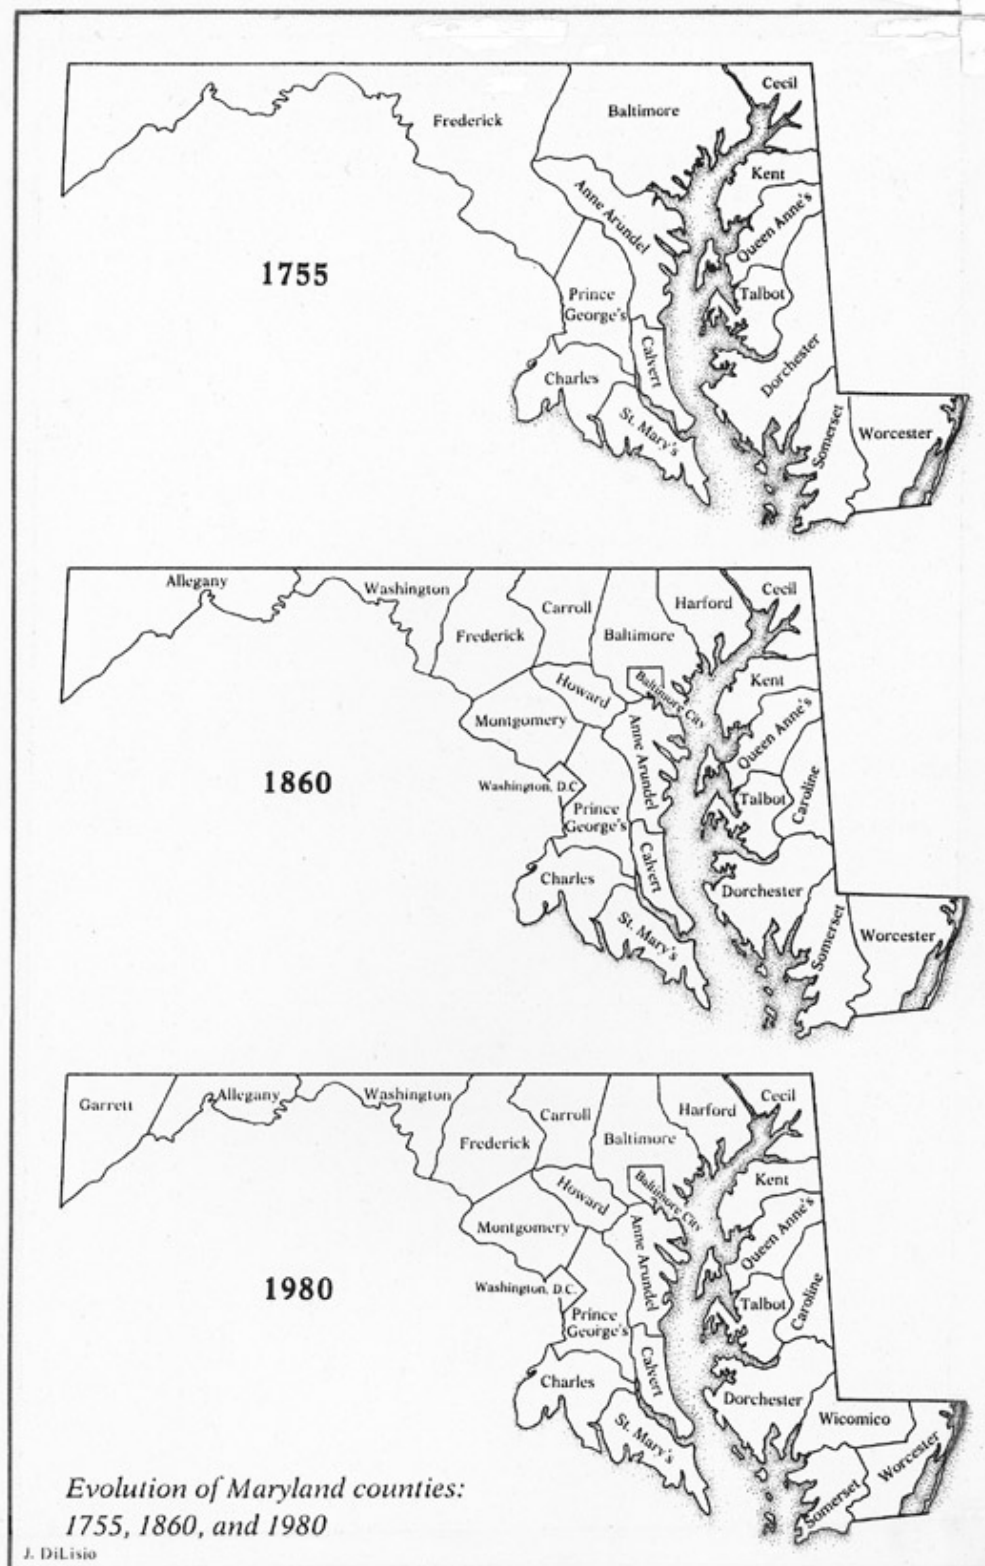 Frederick
Baltimore
Cecil
Kent
Anne Arundel
Queen Anne's
1755
Prince
George's
Talbot
Calvert
Charles
Dorchester
St. Mary's
Somerset
Worcester
Allegany
Washington
Frederick
Carroll
Baltimore
Harford
Cecil
Howard
Baltimore City
Kent
Montgomery
Anne Arundel
Queen Anne's
1860
Washington, D.C.
Prince
George's
Talbot
Caroline
Calvert
Charles
Dorchester
St. Mary's
Somerset
Worcester
Garrett
Allegany
Washington
Frederick
Carroll
Baltimore
Harford
Cecil
Howard
Baltimore City
Kent
Montgomery
Anne Arundel
Queen Anne's
1980
Washington, D.C.
Prince
George's
Talbot
Caroline
Calvert
Charles
Dorchester
Wicomico
St. Mary's
Somerset
Worcester
Evolution of Maryland counties:
1755, 1860, and 1980
J. DiLisio